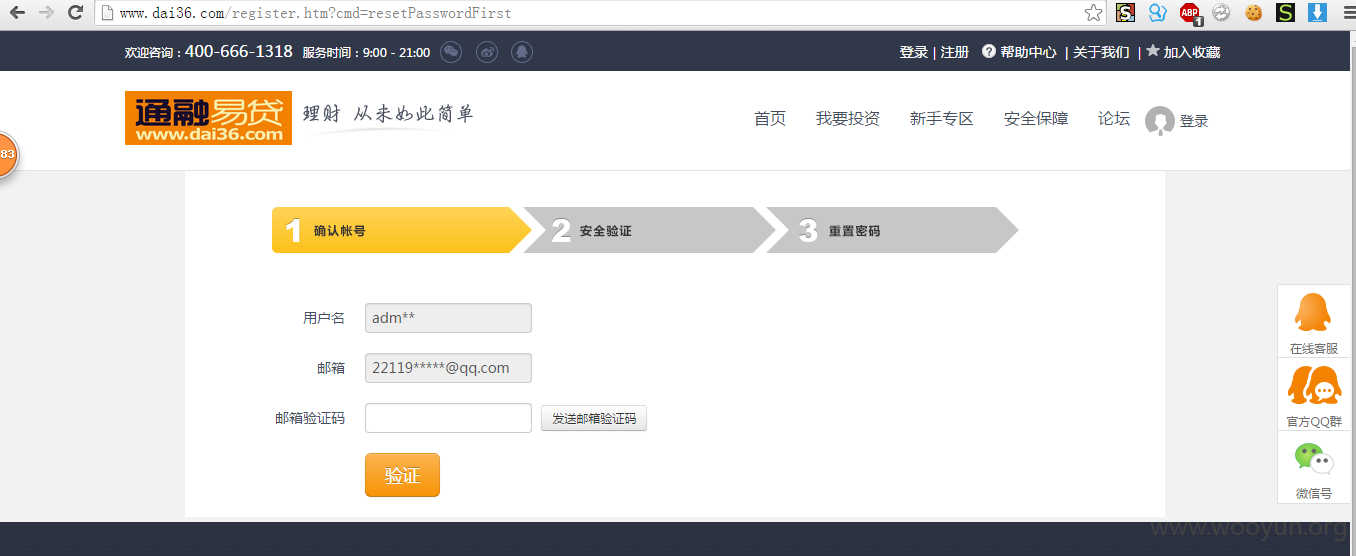 www.dai36.com/register.htm?cmd=resetPasswordFirst
ABP
1
S
欢迎咨询：400-666-1318 服务时间：9:00 - 21:00
登录 | 注册 ? 帮助中心 | 关于我们 | 加入收藏
通融易贷
www.dai36.com
理财 从未如此简单
首页 我要投资 新手专区 安全保障 论坛 登录
83
1 确认帐号 2 安全验证 3 重置密码
用户名 adm**
邮箱 22119*****@qq.com
邮箱验证码 发送邮箱验证码
验证
在线客服
官方QQ群
微信号
www.wooyun.org